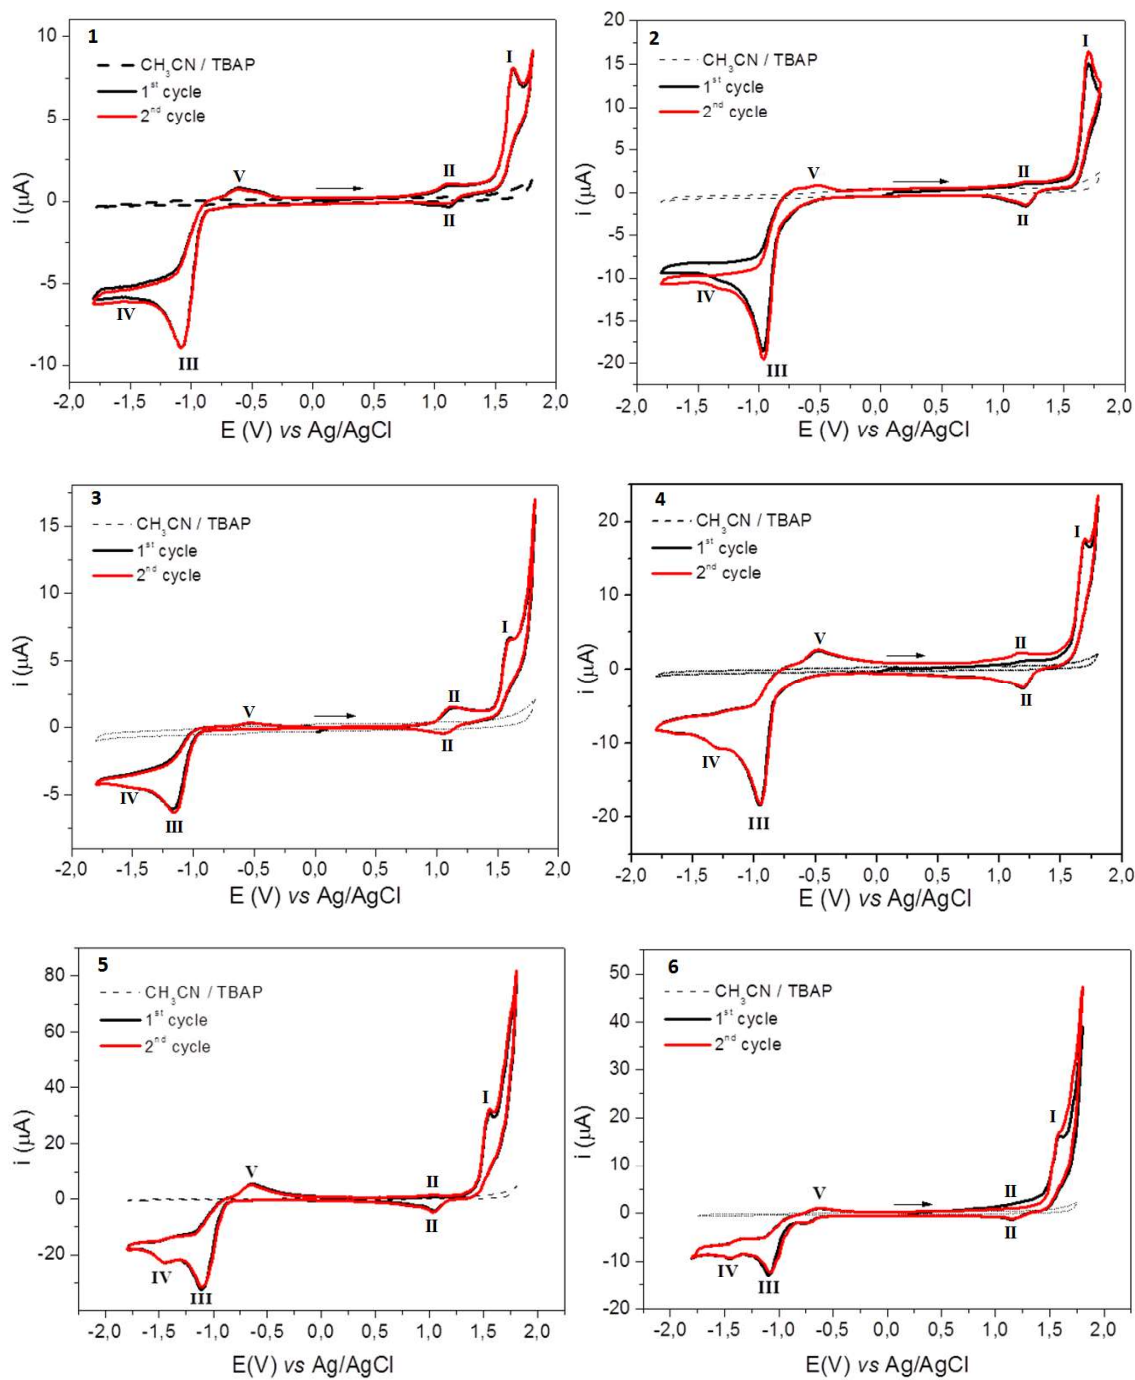 1
CH₃CN / TBAP
1st cycle
2nd cycle
10
5
0
-5
-10
i (μA)
I
II
II
III
IV
V
-2,0 -1,5 -1,0 -0,5 0,0 0,5 1,0 1,5 2,0
E (V) vs Ag/AgCl
2
CH₃CN / TBAP
1st cycle
2nd cycle
20
15
10
5
0
-5
-10
-15
-20
i (μA)
I
II
II
III
IV
V
-2,0 -1,5 -1,0 -0,5 0,0 0,5 1,0 1,5 2,0
E (V) vs Ag/AgCl
3
CH₃CN / TBAP
1st cycle
2nd cycle
15
10
5
0
-5
i (μA)
I
II
II
III
IV
V
-2,0 -1,5 -1,0 -0,5 0,0 0,5 1,0 1,5 2,0
E (V) vs Ag/AgCl
4
CH₃CN / TBAP
1st cycle
2nd cycle
20
10
0
-10
-20
i (μA)
I
II
II
III
IV
V
-2,0 -1,5 -1,0 -0,5 0,0 0,5 1,0 1,5 2,0
E (V) vs Ag/AgCl
5
CH₃CN / TBAP
1st cycle
2nd cycle
80
60
40
20
0
-20
i (μA)
I
II
II
III
IV
V
-2,0 -1,5 -1,0 -0,5 0,0 0,5 1,0 1,5 2,0
E(V) vs Ag/AgCl
6
CH₃CN / TBAP
1st cycle
2nd cycle
50
40
30
20
10
0
-10
-20
i (μA)
I
II
II
III
IV
V
-2,0 -1,5 -1,0 -0,5 0,0 0,5 1,0 1,5 2,0
E(V) vs Ag/AgCl